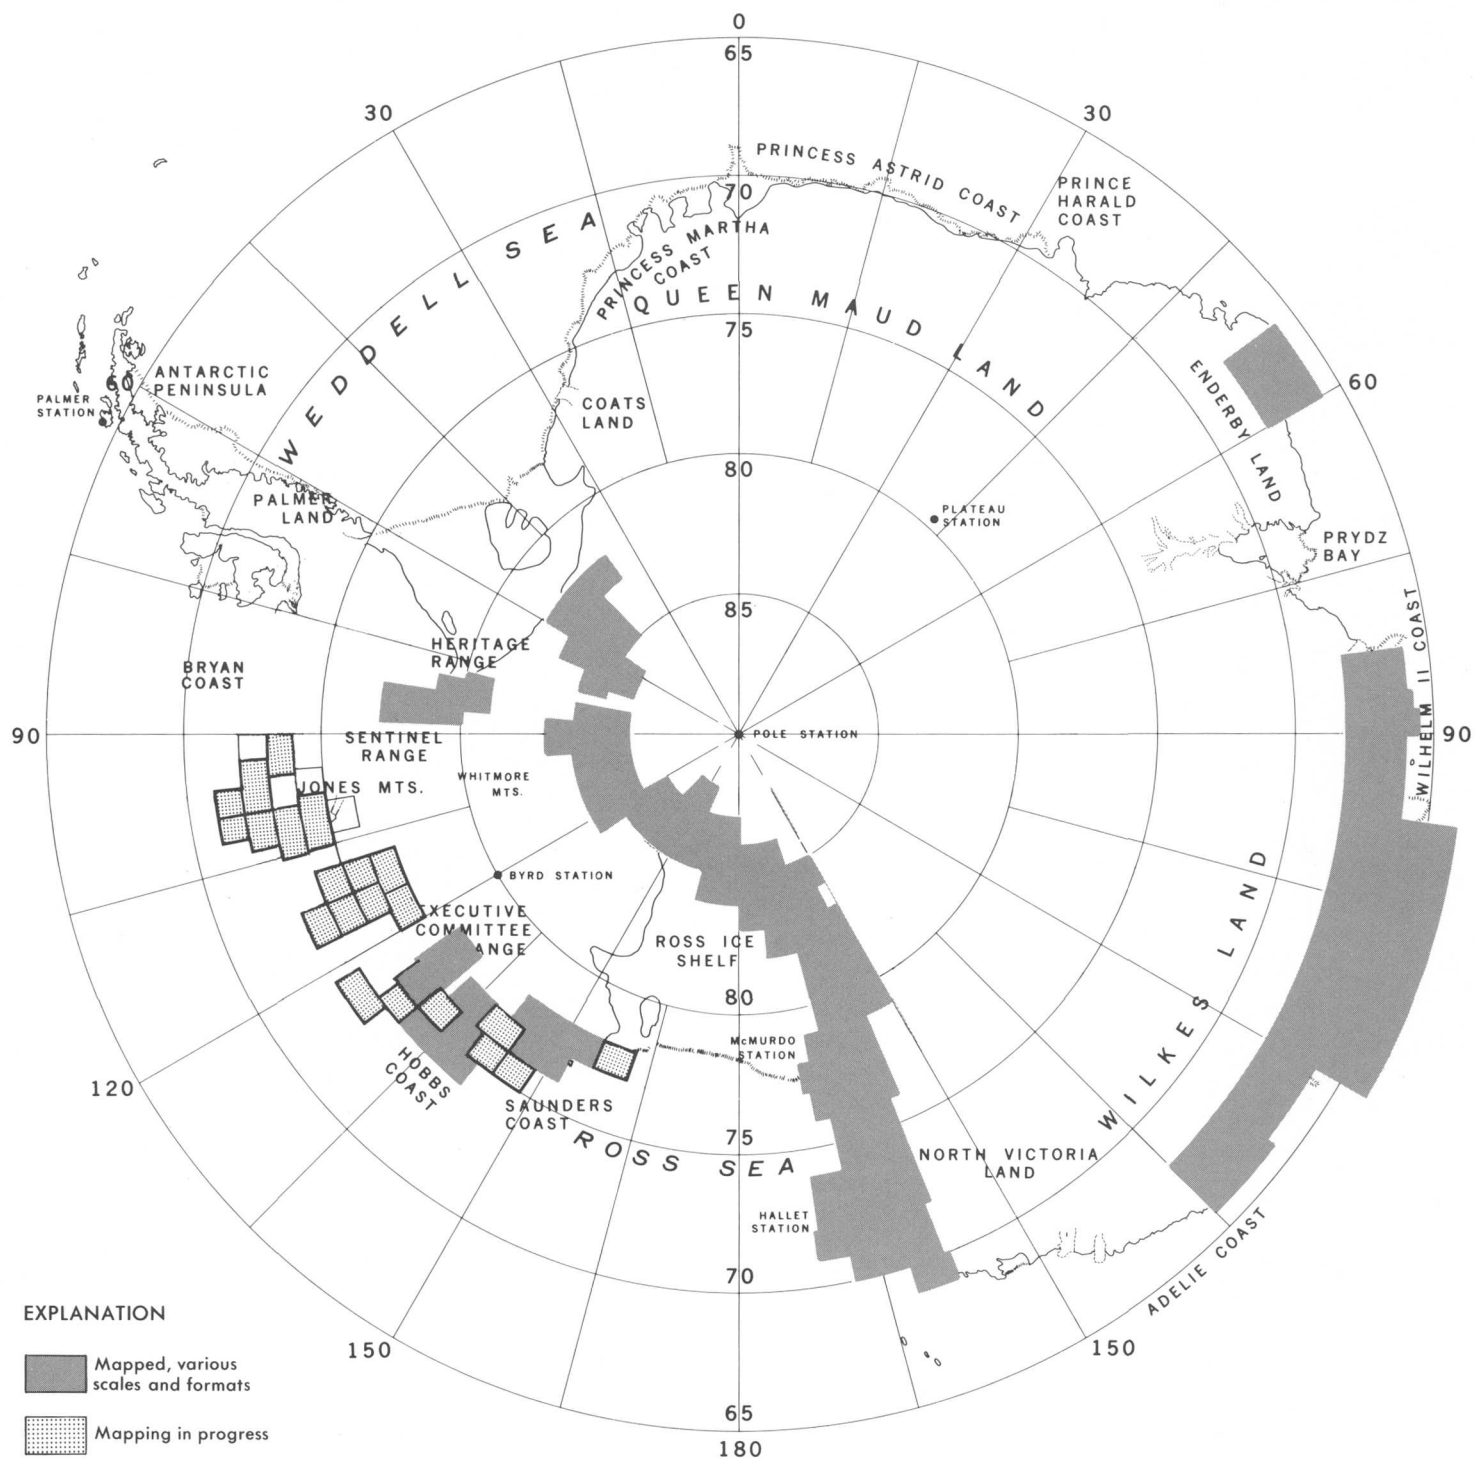 0
65
30
30
PRINCESS ASTRID COAST
PRINCE
HARALD
COAST
70
WEDDELL SEA
PRINCESS MARTHA
COAST
QUEEN MAUD LAND
75
ANTARCTIC
PENINSULA
60
PALMER
STATION
60
ENDERBY LAND
COATS
LAND
80
PALMER
LAND
PLATEAU
STATION
PRYDZ
BAY
85
HERITAGE
RANGE
BRYAN
COAST
WILHELM II COAST
90
SENTINEL
RANGE
POLE STATION
90
JONES MTS.
WHITMORE
MTS.
BYRD STATION
EXECUTIVE
COMMITTEE
RANGE
ROSS ICE
SHELF
WILKES LAND
80
McMURDO
STATION
120
HOBBS
COAST
SAUNDERS
COAST
75
ROSS SEA
NORTH VICTORIA
LAND
HALLET
STATION
ADELIE COAST
70
150
150
65
180
EXPLANATION
Mapped, various
scales and formats
Mapping in progress